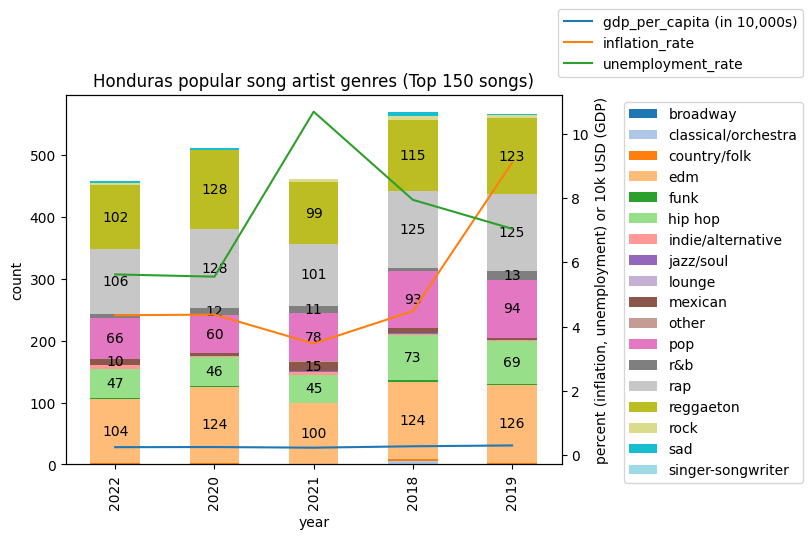 gdp_per_capita (in 10,000s)
inflation_rate
unemployment_rate
Honduras popular song artist genres (Top 150 songs)
count
500
400
300
200
100
0
102
106
66
10
47
104
128
128
12
60
46
124
99
101
11
78
15
45
100
115
125
93
73
124
123
125
13
94
69
126
10
8
6
4
2
0
percent (inflation, unemployment) or 10k USD (GDP)
2022
2020
2021
2018
2019
year
broadway
classical/orchestra
country/folk
edm
funk
hip hop
indie/alternative
jazz/soul
lounge
mexican
other
pop
r&b
rap
reggaeton
rock
sad
singer-songwriter